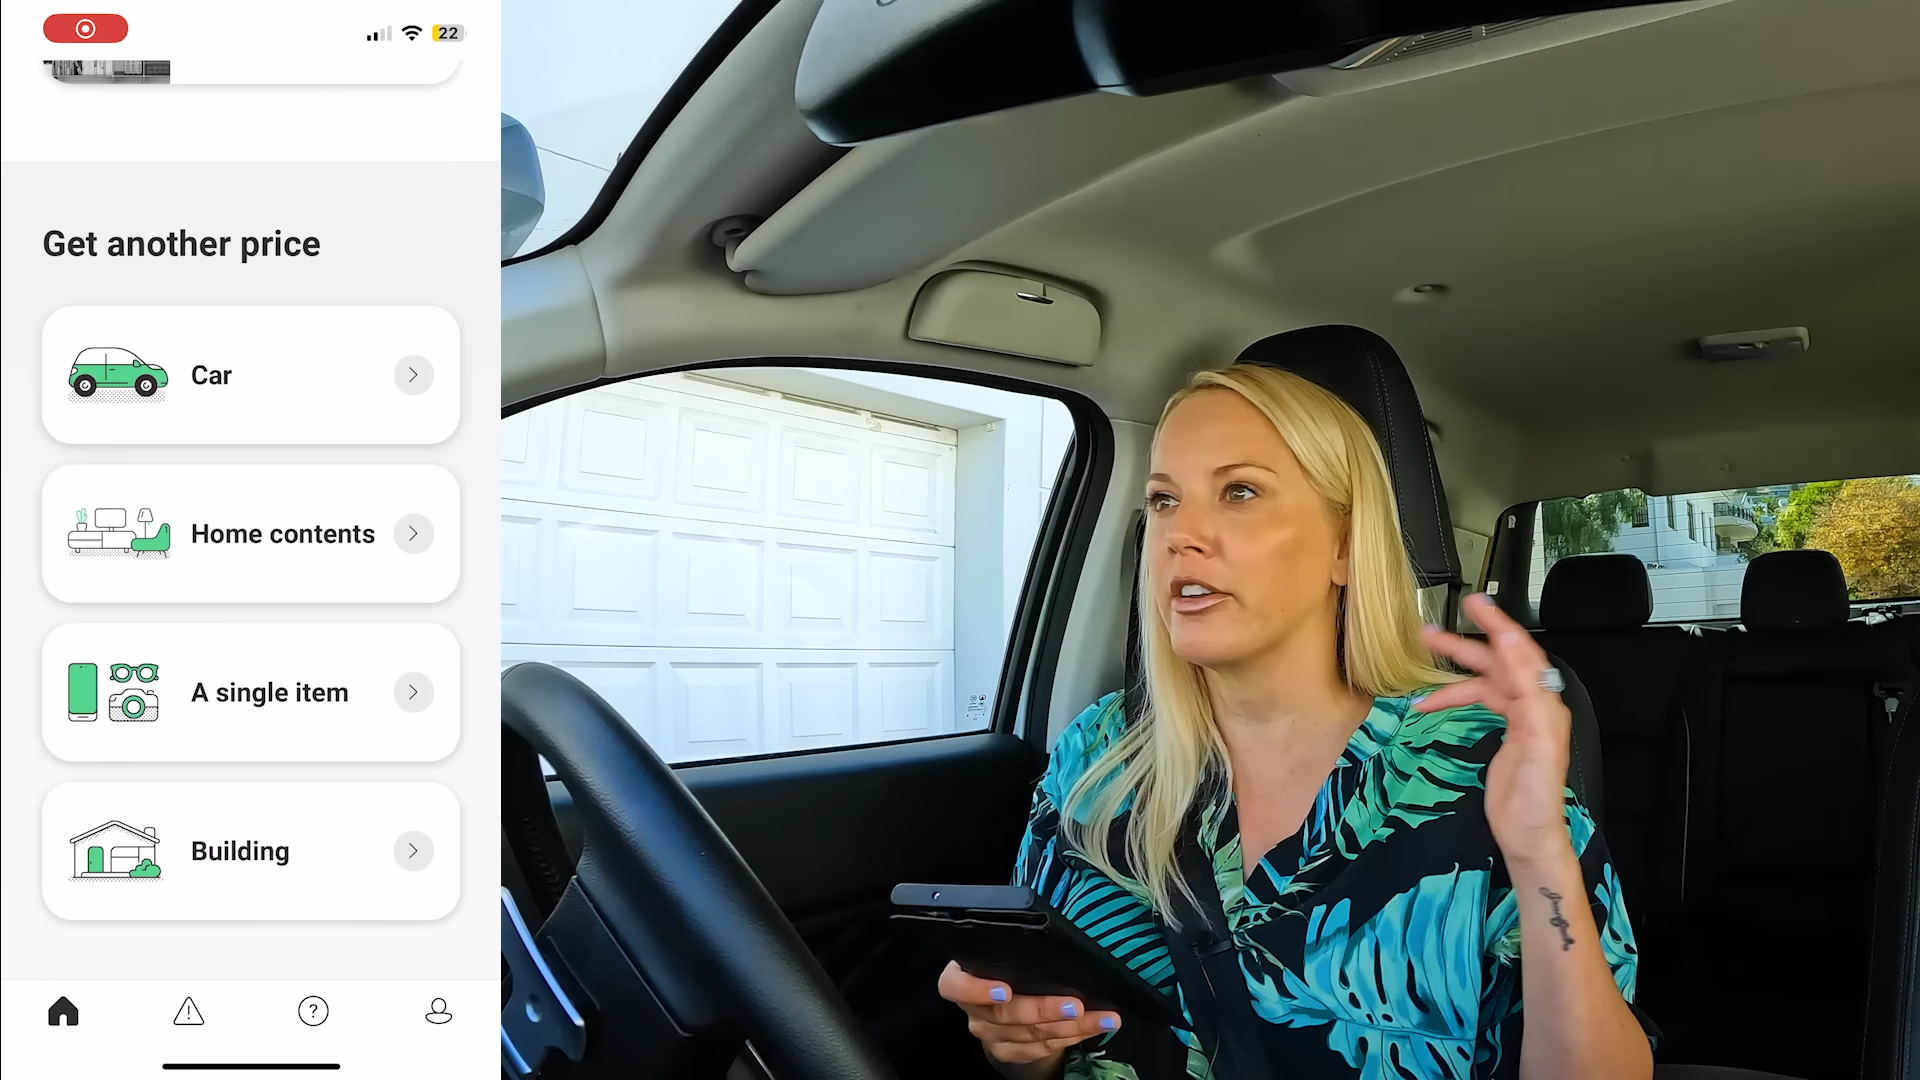 22
Get another price
Car
Home contents
A single item
Building